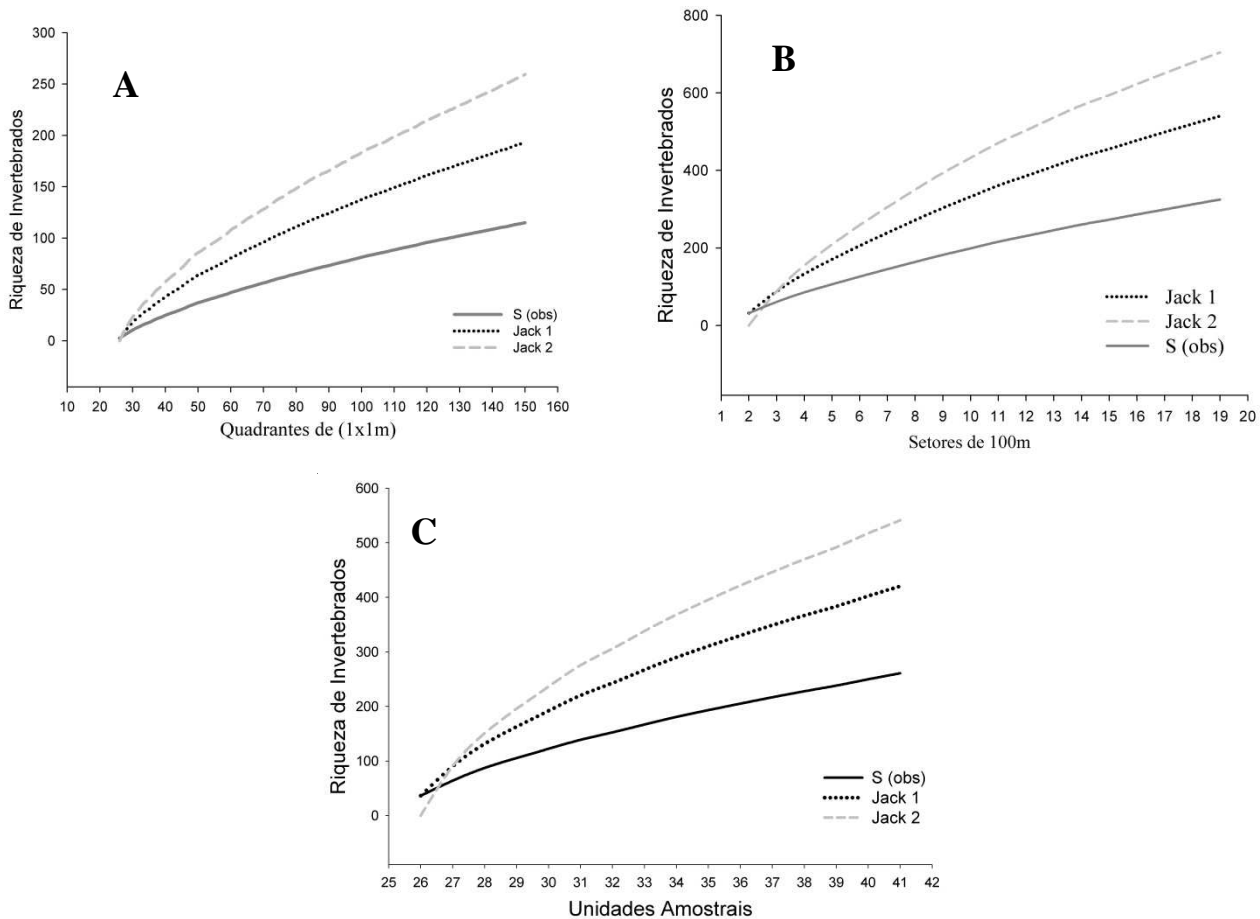 A
300
250
200
150
100
50
0
Riqueza de Invertebrados
S (obs)
Jack 1
Jack 2
10 20 30 40 50 60 70 80 90 100 110 120 130 140 150 160
Quadrantes de (1x1m)
B
800
600
400
200
0
Riqueza de Invertebrados
Jack 1
Jack 2
S (obs)
1 2 3 4 5 6 7 8 9 10 11 12 13 14 15 16 17 18 19 20
Setores de 100m
C
600
500
400
300
200
100
0
Riqueza de Invertebrados
S (obs)
Jack 1
Jack 2
25 26 27 28 29 30 31 32 33 34 35 36 37 38 39 40 41 42
Unidades Amostrais